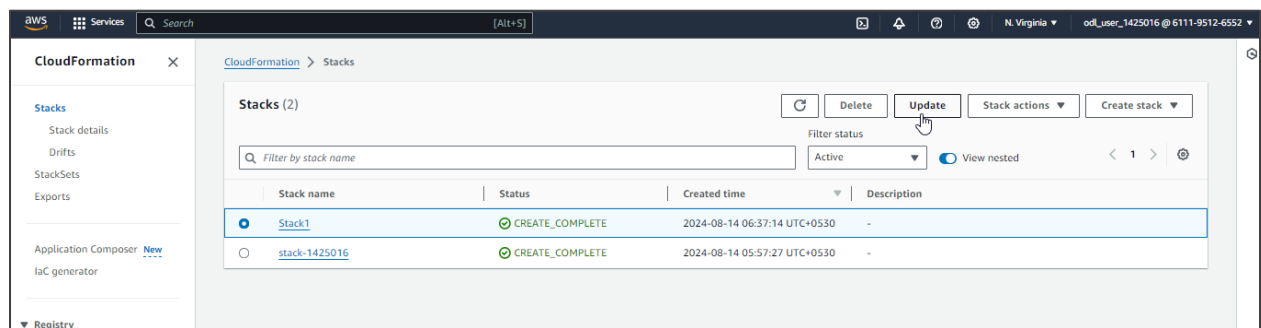 aws Services Search [Alt+S] N. Virginia ▼ odl_user_1425016 @ 6111-9512-6552 ▼
CloudFormation
CloudFormation > Stacks
Stacks
Stack details
Drifts
StackSets
Exports
Application Composer New
IaC generator
▼ Registry
Stacks (2)
Delete Update Stack actions ▼ Create stack ▼
Filter status
Filter by stack name Active ▼ View nested < 1 >
Stack name Status Created time ▼ Description
Stack1 CREATE_COMPLETE 2024-08-14 06:37:14 UTC+0530 -
stack-1425016 CREATE_COMPLETE 2024-08-14 05:57:27 UTC+0530 -